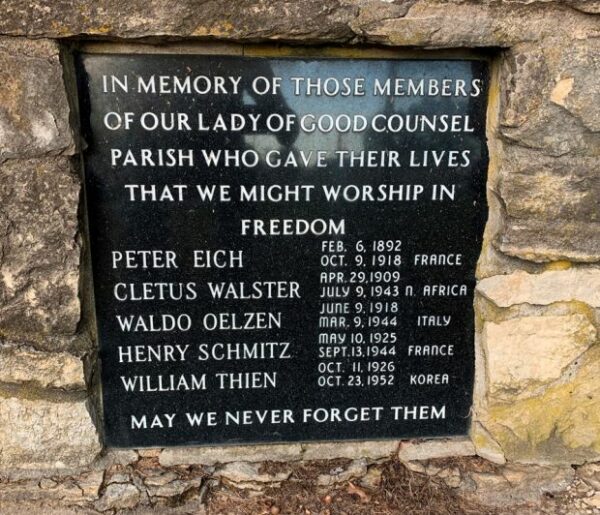 IN MEMORY OF THOSE MEMBERS
OF OUR LADY OF GOOD COUNSEL
PARISH WHO GAVE THEIR LIVES
THAT WE MIGHT WORSHIP IN
FREEDOM
FEB. 6, 1892
PETER EICH OCT. 9, 1918 FRANCE
APR. 29, 1909
CLETUS WALSTER JULY 9, 1943 N. AFRICA
JUNE 9, 1918
WALDO OELZEN MAR. 9, 1944 ITALY
MAY 10, 1925
HENRY SCHMITZ SEPT. 13, 1944 FRANCE
OCT. 11, 1926
WILLIAM THIEN OCT. 23, 1952 KOREA
MAY WE NEVER FORGET THEM